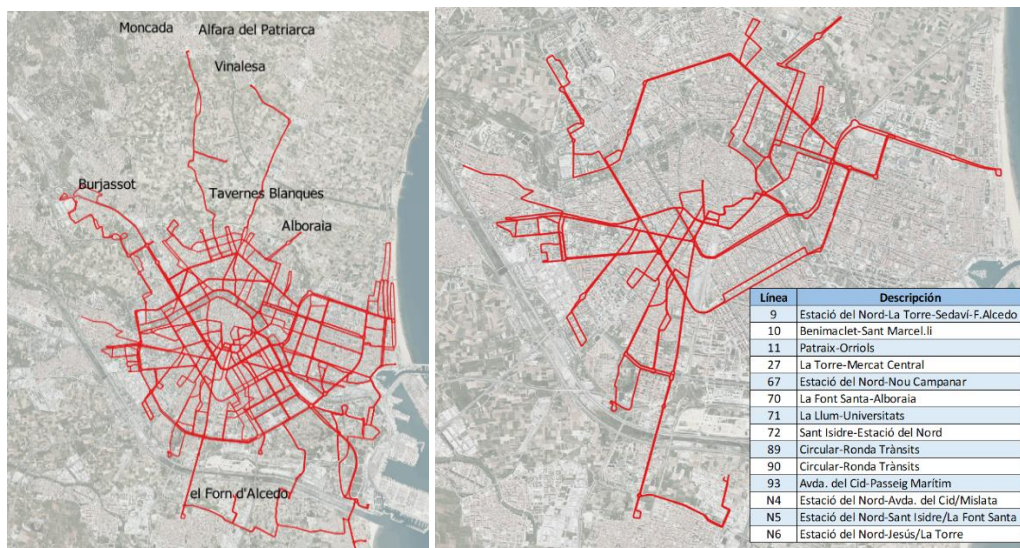 Moncada Alfara del Patriarca
Vinalesa
Burjassot
Tavernes Blanques
Alboraia
el Forn d'Alcedo
Línea Descripción
9 Estació del Nord-La Torre-Sedaví-F.Alcedo
10 Benimaclet-Sant Marcel.li
11 Patraix-Orriols
27 La Torre-Mercat Central
67 Estació del Nord-Nou Campanar
70 La Font Santa-Alboraia
71 La Llum-Universitats
72 Sant Isidre-Estació del Nord
89 Circular-Ronda Trànsits
90 Circular-Ronda Trànsits
93 Avda. del Cid-Passeig Marítim
N4 Estació del Nord-Avda. del Cid/Mislata
N5 Estació del Nord-Sant Isidre/La Font Santa
N6 Estació del Nord-Jesús/La Torre